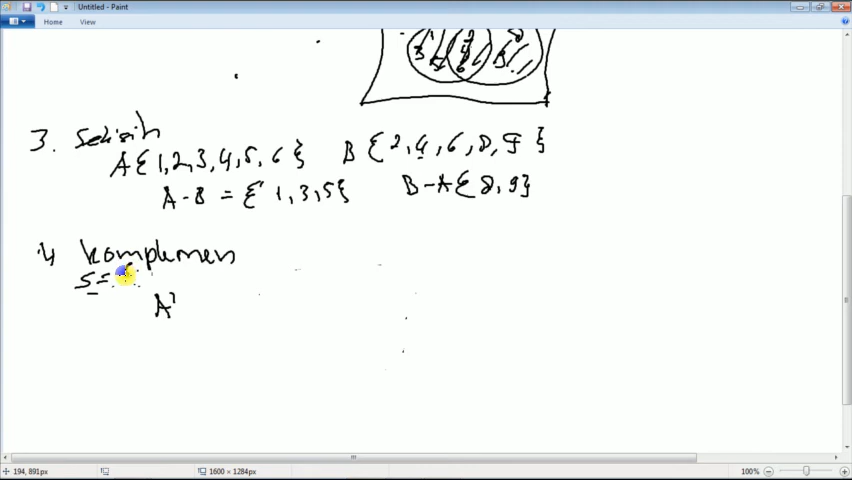 Untitled - Paint
Home View
3. Selisih
A{1,2,3,4,5,6} B {2,4,6,8,9}
A-B = {1,3,5} B-A{8,9}
4 komplemen
S=
A'
194, 891px 1600 × 1284px 100%